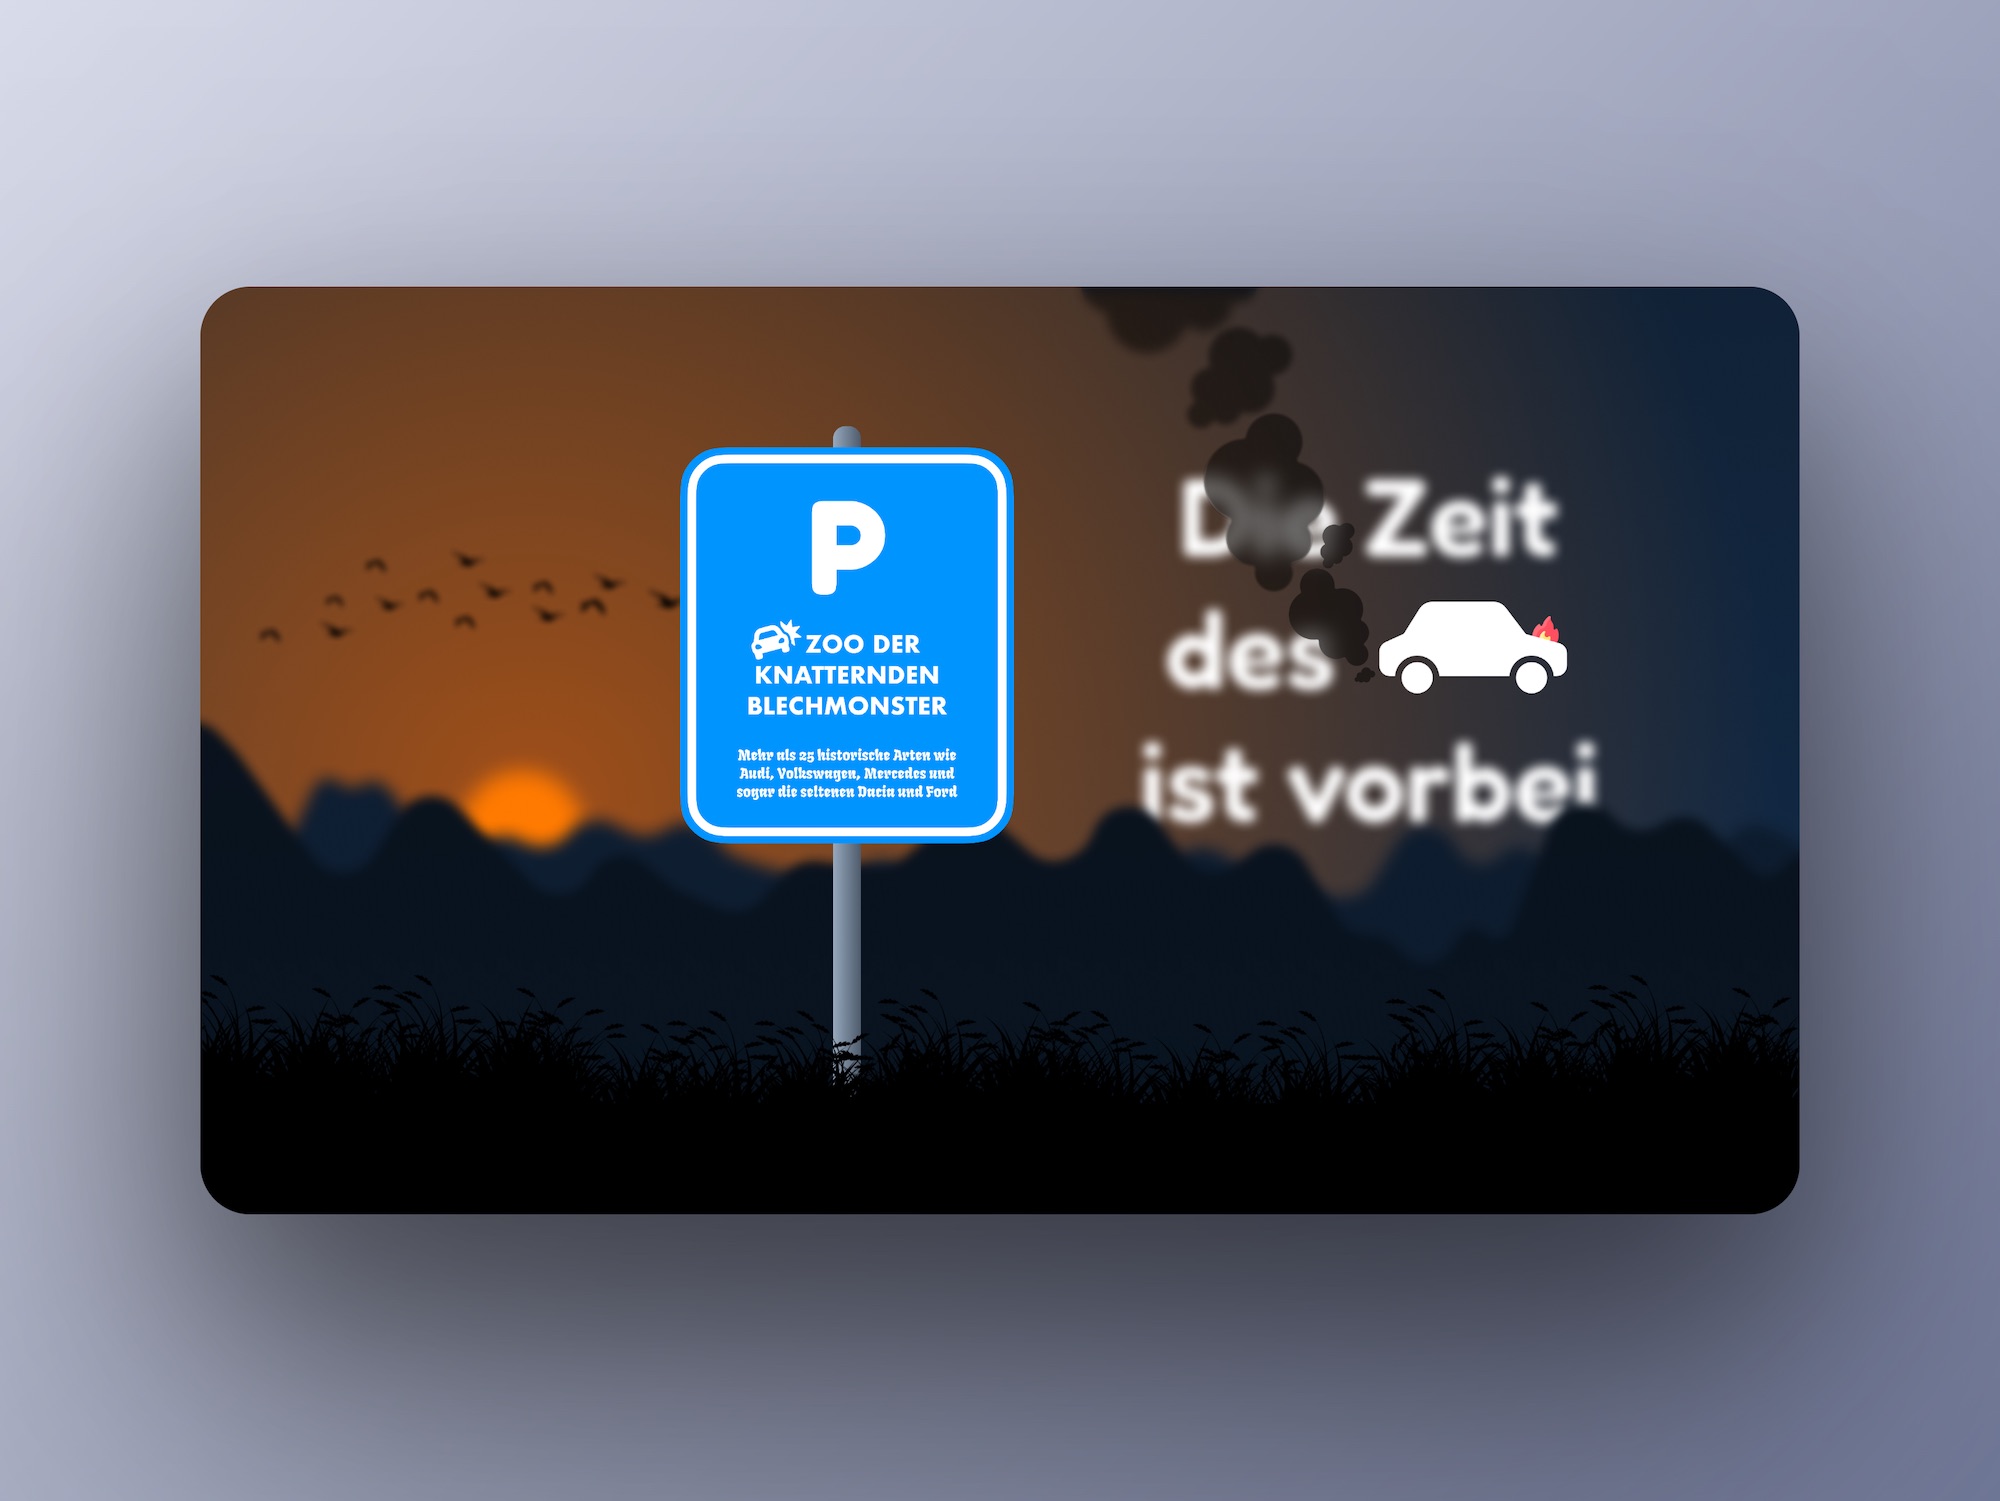 P
ZOO DER
KNATTERNDEN
BLECHMONSTER
Mehr als 25 historische Arten wie
Audi, Volkswagen, Mercedes und
sogar die seltenen Dacia und Ford
Die Zeit
des
ist vorbei